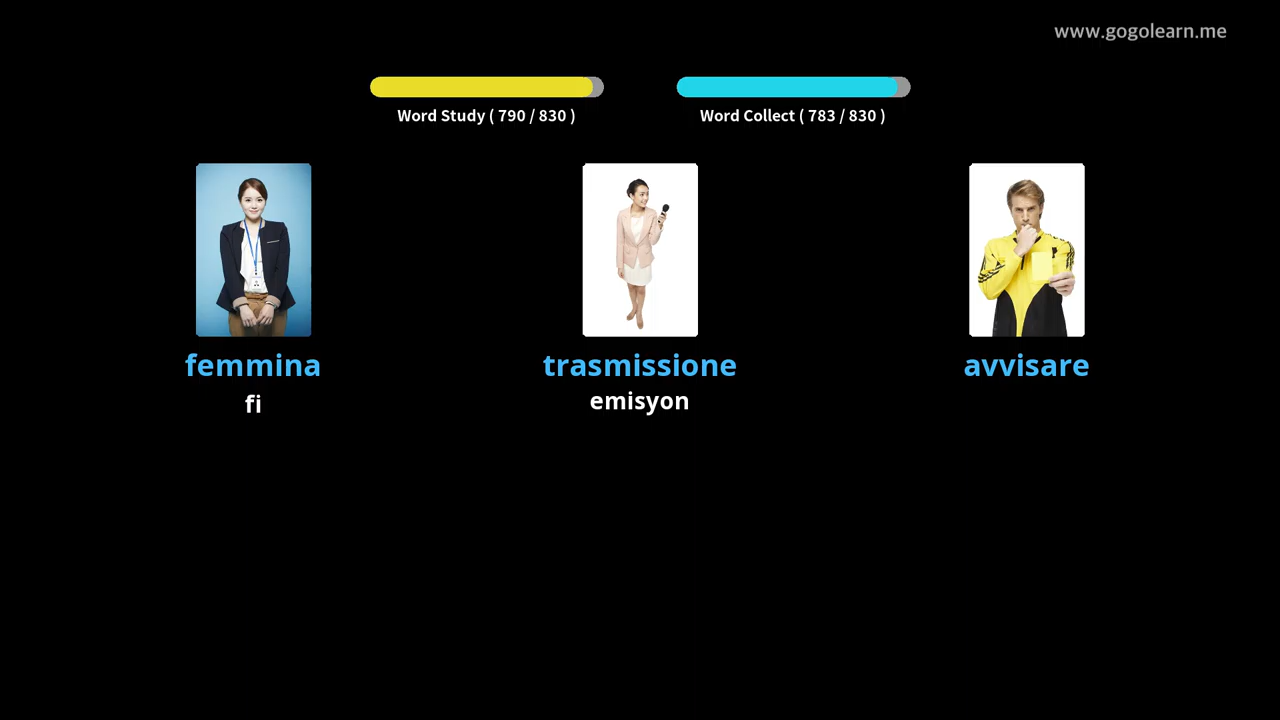 www.gogolearn.me
Word Study ( 790 / 830 )
Word Collect ( 783 / 830 )
femmina
fi
trasmissione
emisyon
avvisare